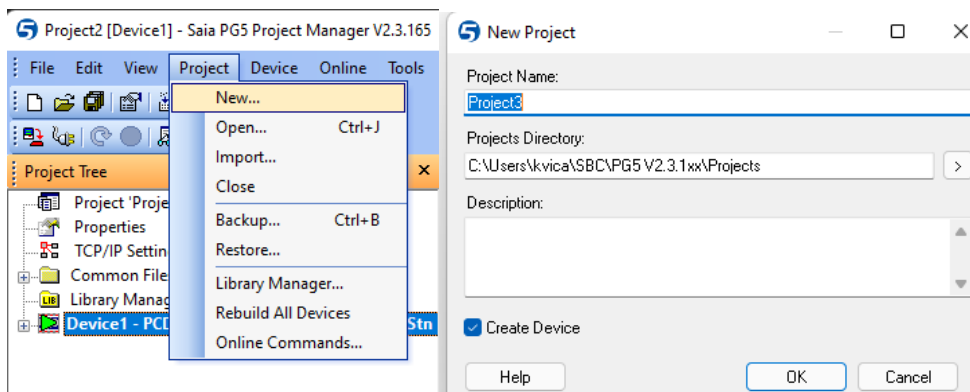 Project2 [Device1] - Saia PG5 Project Manager V2.3.165
File Edit View Project Device Online Tools
New...
Open... Ctrl+J
Import...
Close
Backup... Ctrl+B
Restore...
Library Manager...
Rebuild All Devices
Online Commands...
Project Tree
Project 'Proje
Properties
TCP/IP Settin
Common File
LIB Library Manag
Device1 - PCD Stn
New Project
Project Name:
Project3
Projects Directory:
C:\Users\kvica\SBC\PG5 V2.3.1xx\Projects
Description:
Create Device
Help OK Cancel